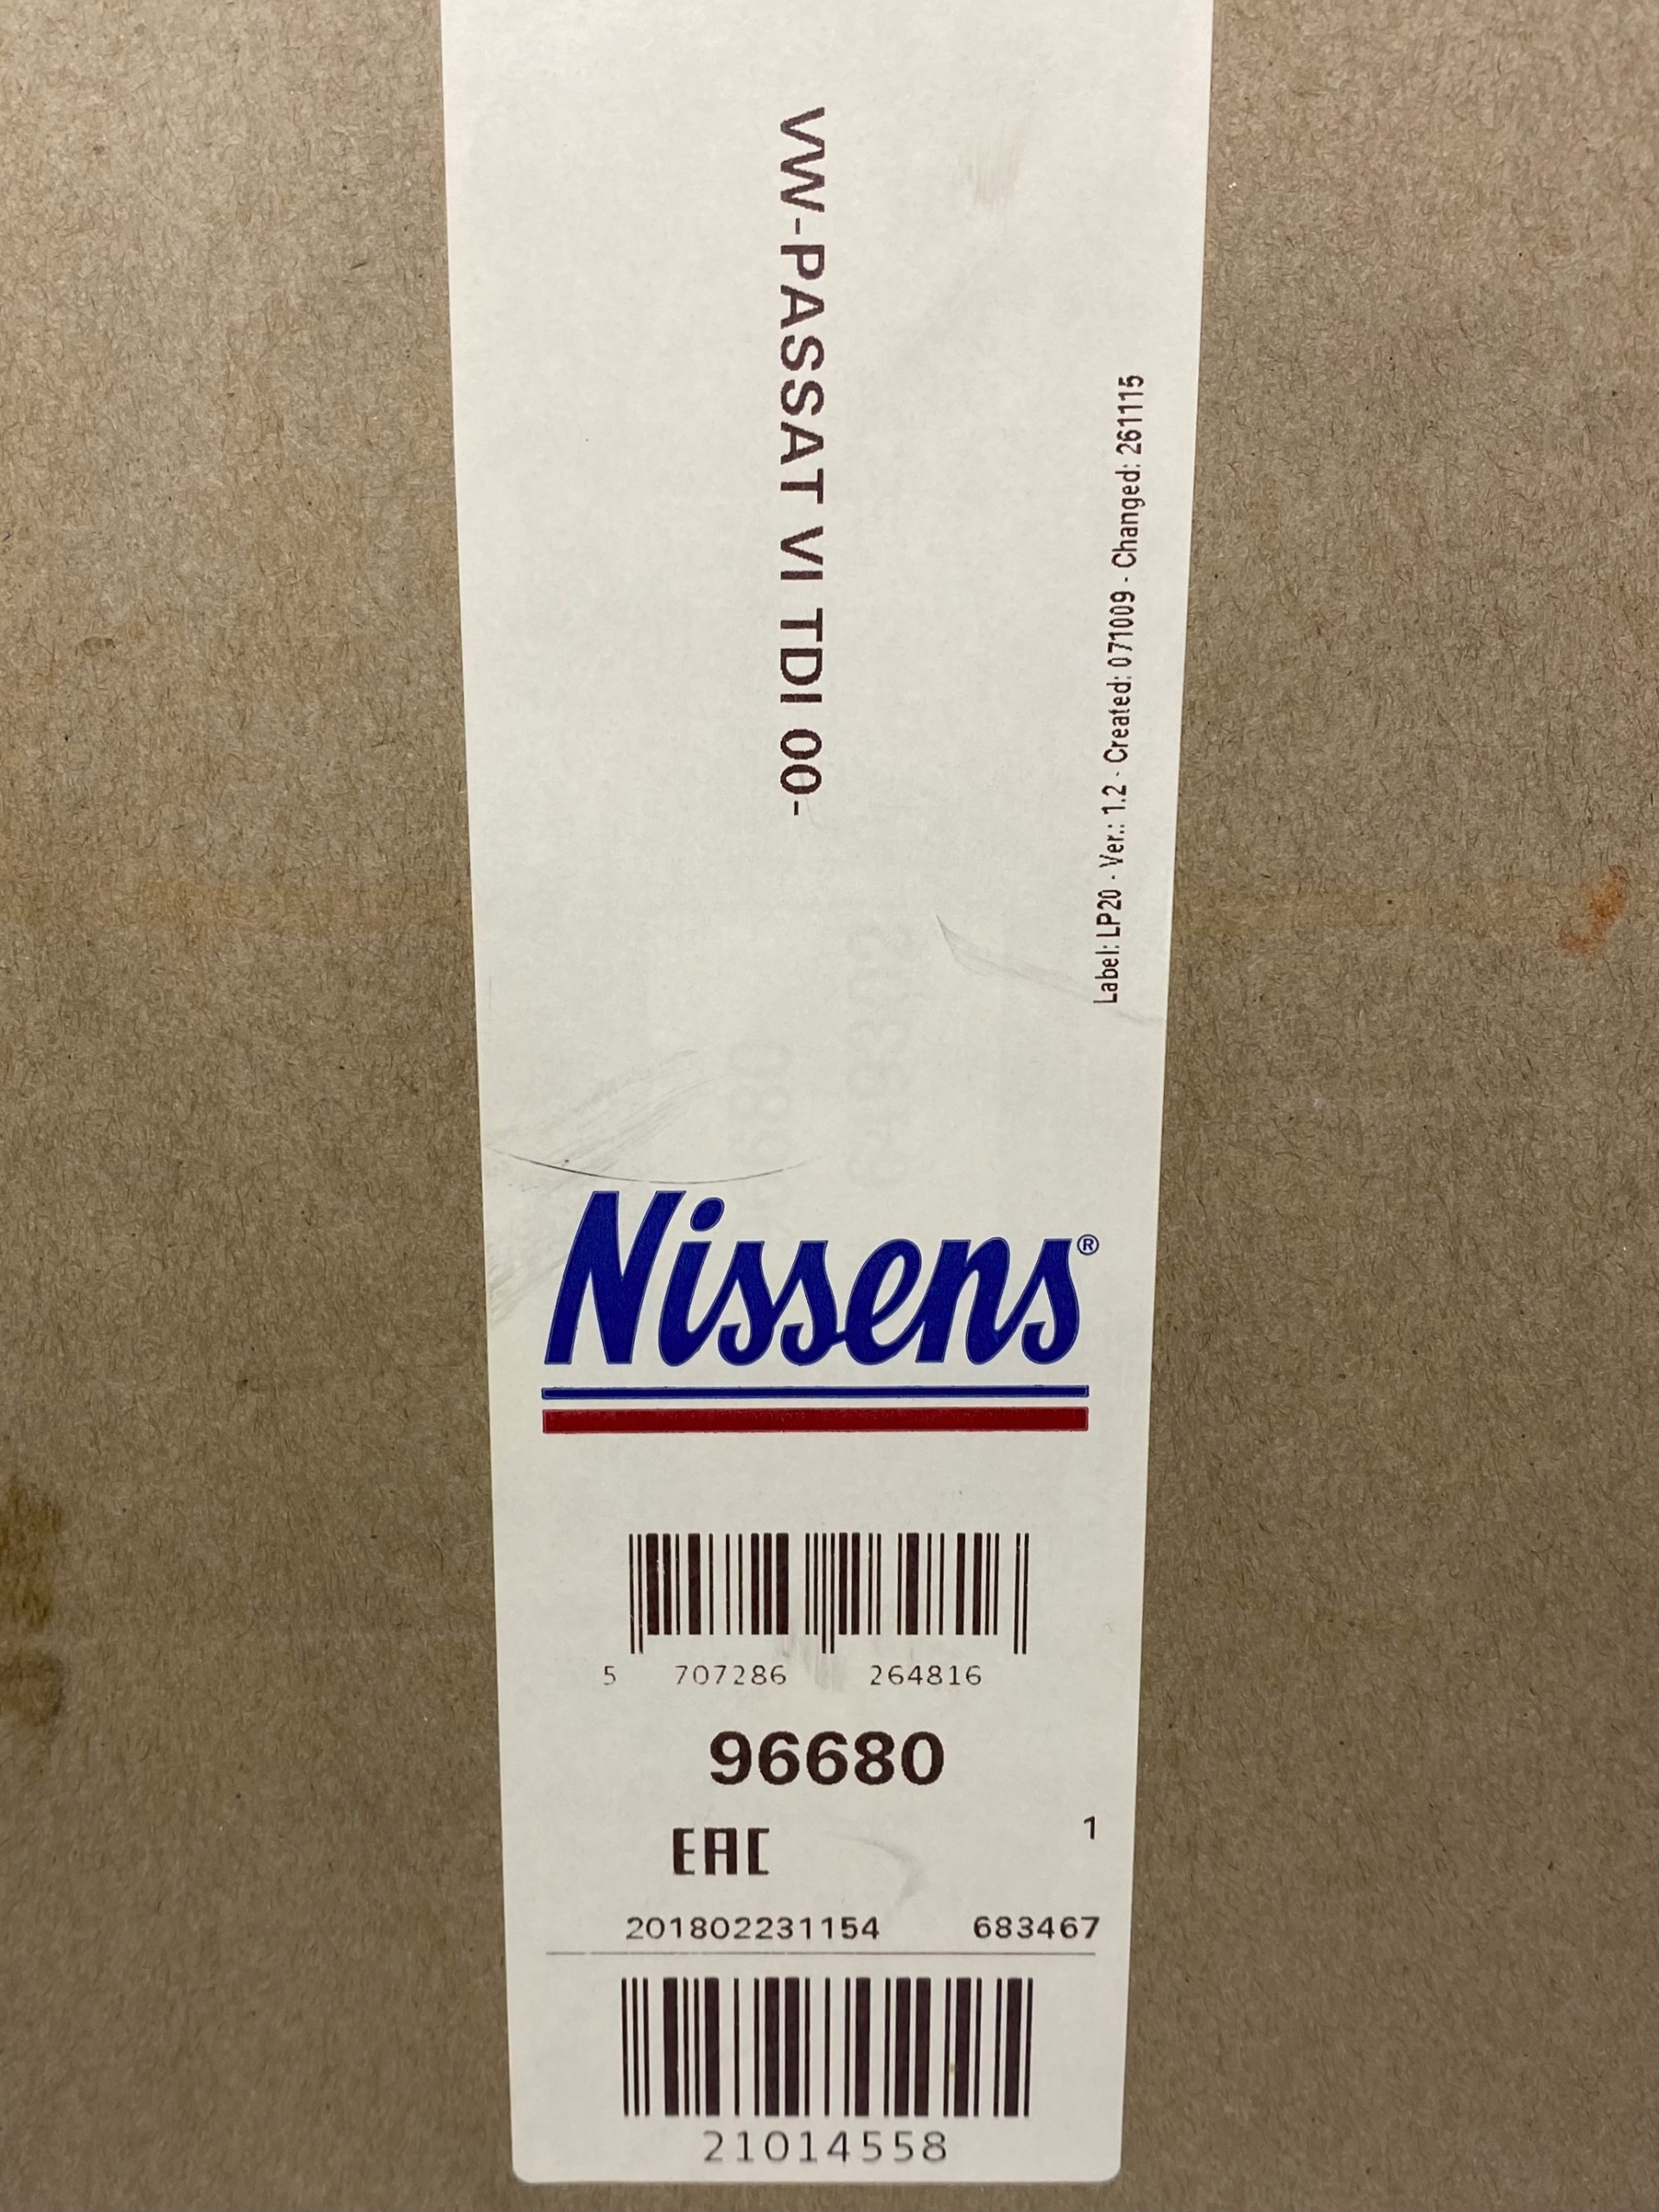 VW-PASSAT VI TDI 00-
Label: LP20 - Ver.: 1.2 - Created: 071009 - Changed: 261115
Nissens®
5 707286 264816
96680
EAC
1
201802231154 683467
21014558